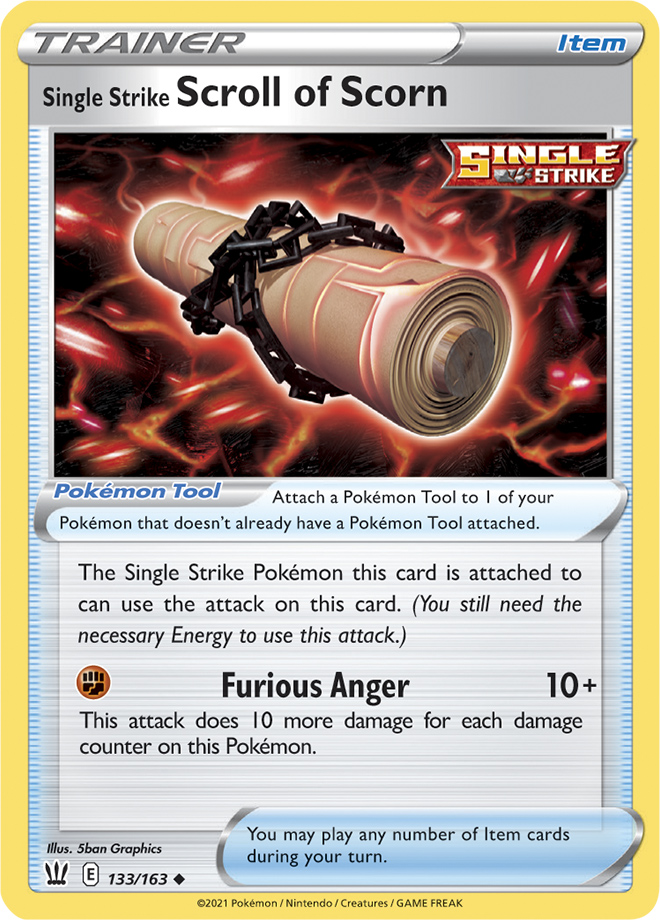 TRAINER Item
Single Strike Scroll of Scorn
SINGLE
STRIKE
Pokémon Tool Attach a Pokémon Tool to 1 of your
Pokémon that doesn't already have a Pokémon Tool attached.
The Single Strike Pokémon this card is attached to
can use the attack on this card. (You still need the
necessary Energy to use this attack.)
Furious Anger 10+
This attack does 10 more damage for each damage
counter on this Pokémon.
You may play any number of Item cards
during your turn.
Illus. 5ban Graphics
E 133/163 ◆
©2021 Pokémon / Nintendo / Creatures / GAME FREAK